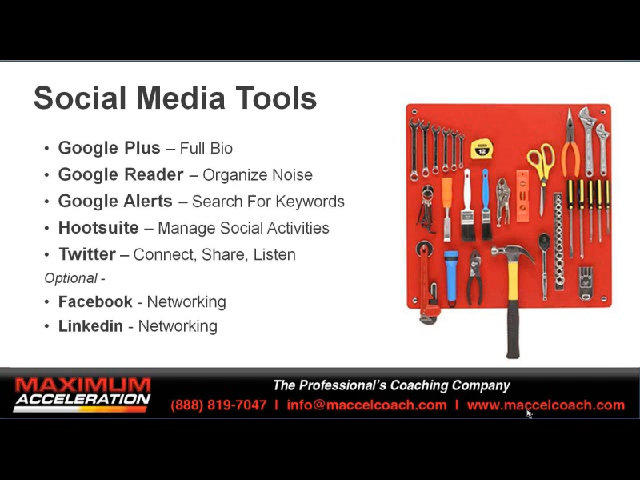 Social Media Tools
• Google Plus – Full Bio
• Google Reader – Organize Noise
• Google Alerts – Search For Keywords
• Hootsuite – Manage Social Activities
• Twitter – Connect, Share, Listen
Optional -
• Facebook - Networking
• Linkedin - Networking
MAXIMUM
ACCELERATION
The Professional's Coaching Company
(888) 819-7047 I info@maccelcoach.com I www.maccelcoach.com